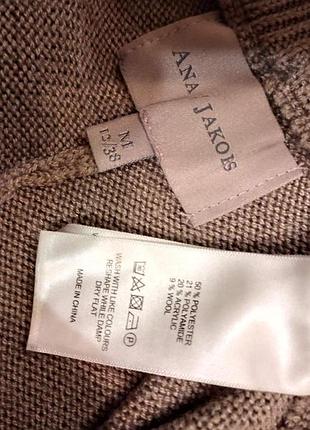 ANA JAKOBS
M
12/38
50 % POLYESTER
21 % POLYAMIDE
20 % ACRYLIC
9 % WOOL
P
WASH WITH LIKE COLOURS
RESHAPE WHILE DAMP
DRY FLAT
MADE IN CHINA